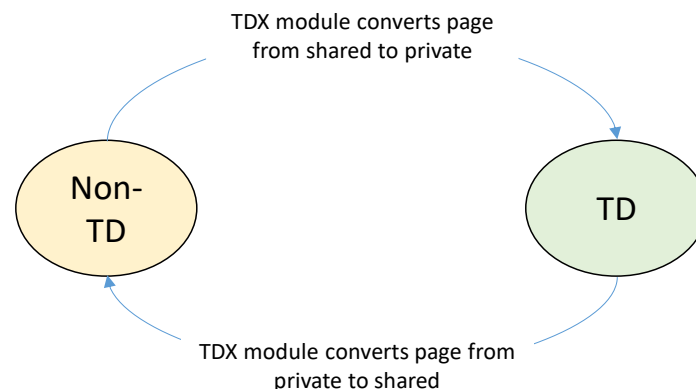 TDX module converts page
from shared to private
Non-
TD
TD
TDX module converts page from
private to shared